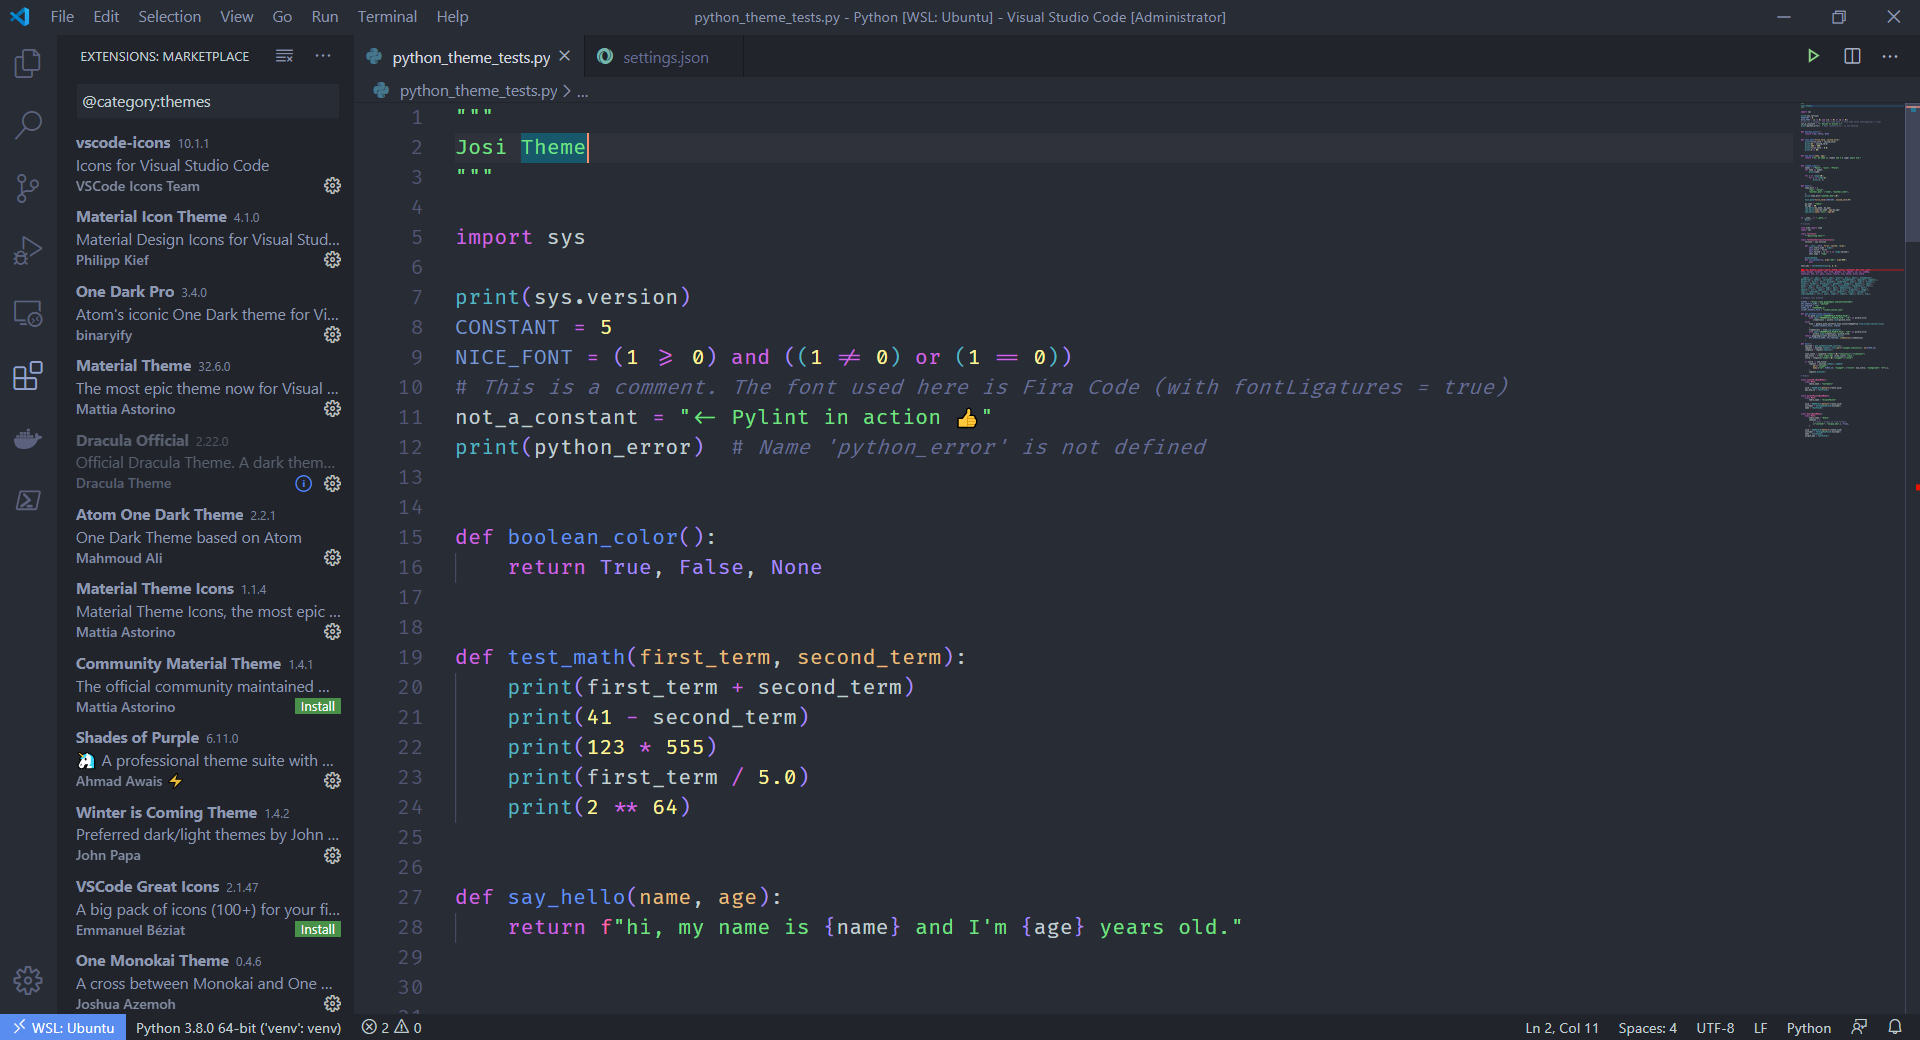 File Edit Selection View Go Run Terminal Help
python_theme_tests.py - Python [WSL: Ubuntu] - Visual Studio Code [Administrator]
EXTENSIONS: MARKETPLACE
@category:themes
vscode-icons 10.1.1
Icons for Visual Studio Code
VSCode Icons Team
Material Icon Theme 4.1.0
Material Design Icons for Visual Stud...
Philipp Kief
One Dark Pro 3.4.0
Atom's iconic One Dark theme for Vi...
binaryify
Material Theme 32.6.0
The most epic theme now for Visual ...
Mattia Astorino
Dracula Official 2.22.0
Official Dracula Theme. A dark them...
Dracula Theme
Atom One Dark Theme 2.2.1
One Dark Theme based on Atom
Mahmoud Ali
Material Theme Icons 1.1.4
Material Theme Icons, the most epic ...
Mattia Astorino
Community Material Theme 1.4.1
The official community maintained ...
Mattia Astorino Install
Shades of Purple 6.11.0
🦄 A professional theme suite with ...
Ahmad Awais ⚡
Winter is Coming Theme 1.4.2
Preferred dark/light themes by John ...
John Papa
VSCode Great Icons 2.1.47
A big pack of icons (100+) for your fi...
Emmanuel Béziat Install
One Monokai Theme 0.4.6
A cross between Monokai and One ...
Joshua Azemoh
python_theme_tests.py × settings.json
python_theme_tests.py > ...
1 """
2 Josi Theme
3 """
4
5 import sys
6
7 print(sys.version)
8 CONSTANT = 5
9 NICE_FONT = (1 ⩾ 0) and ((1 ≠ 0) or (1 == 0))
10 # This is a comment. The font used here is Fira Code (with fontLigatures = true)
11 not_a_constant = "← Pylint in action 👍"
12 print(python_error)  # Name 'python_error' is not defined
13
14
15 def boolean_color():
16     return True, False, None
17
18
19 def test_math(first_term, second_term):
20     print(first_term + second_term)
21     print(41 - second_term)
22     print(123 * 555)
23     print(first_term / 5.0)
24     print(2 ** 64)
25
26
27 def say_hello(name, age):
28     return f"hi, my name is {name} and I'm {age} years old."
29
30
WSL: Ubuntu Python 3.8.0 64-bit ('venv': venv) 2 0 Ln 2, Col 11 Spaces: 4 UTF-8 LF Python